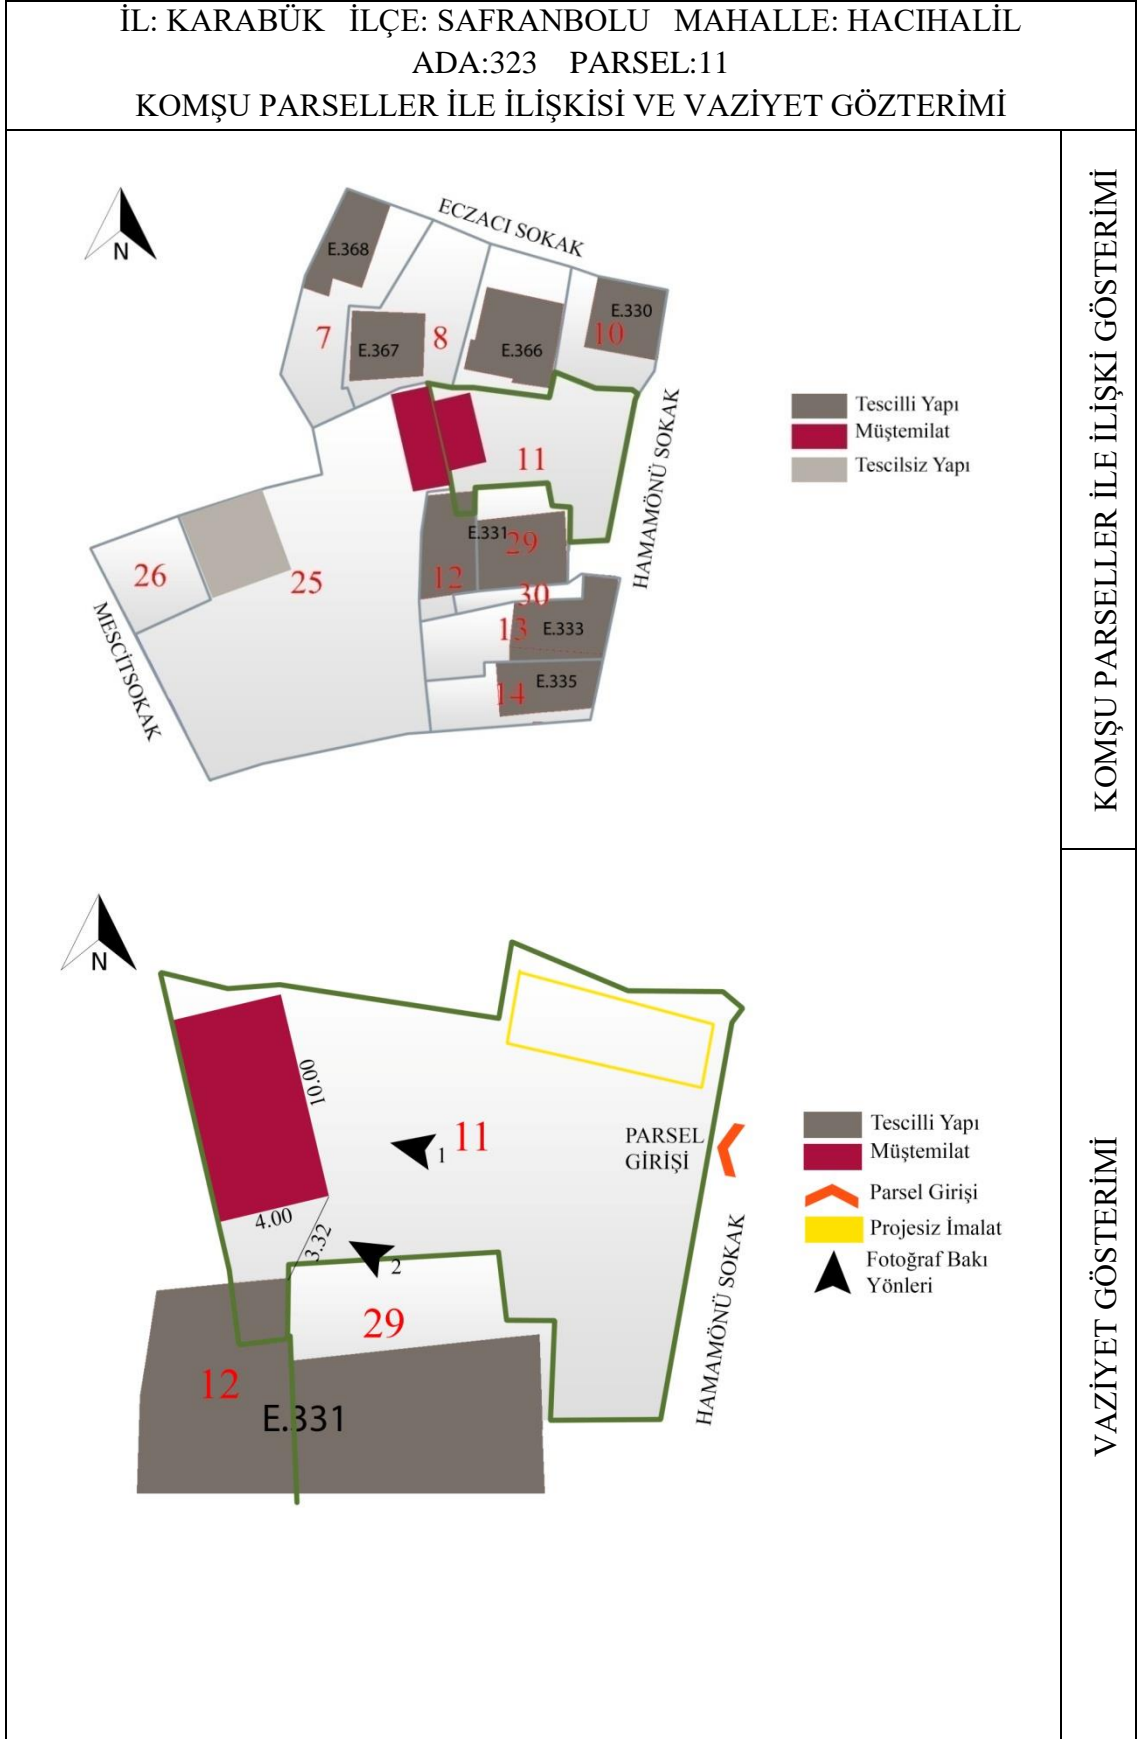 İL: KARABÜK İLÇE: SAFRANBOLU MAHALLE: HACIHALİL
ADA:323 PARSEL:11
KOMŞU PARSELLER İLE İLİŞKİSİ VE VAZİYET GÖZTERİMİ
KOMŞU PARSELLER İLE İLİŞKİ GÖSTERİMİ
N
ECZACI SOKAK
E.368
E.330
7
8
10
E.367
E.366
HAMAMÖNÜ SOKAK
11
E.331
29
12
26
25
30
13
E.333
14
E.335
MESCİTSOKAK
Tescilli Yapı
Müştemilat
Tescilsiz Yapı
VAZİYET GÖSTERİMİ
N
10.00
11
1
PARSEL
GİRİŞİ
4.00
3.32
2
29
12
E.331
HAMAMÖNÜ SOKAK
Tescilli Yapı
Müştemilat
Parsel Girişi
Projesiz İmalat
Fotoğraf Bakı
Yönleri